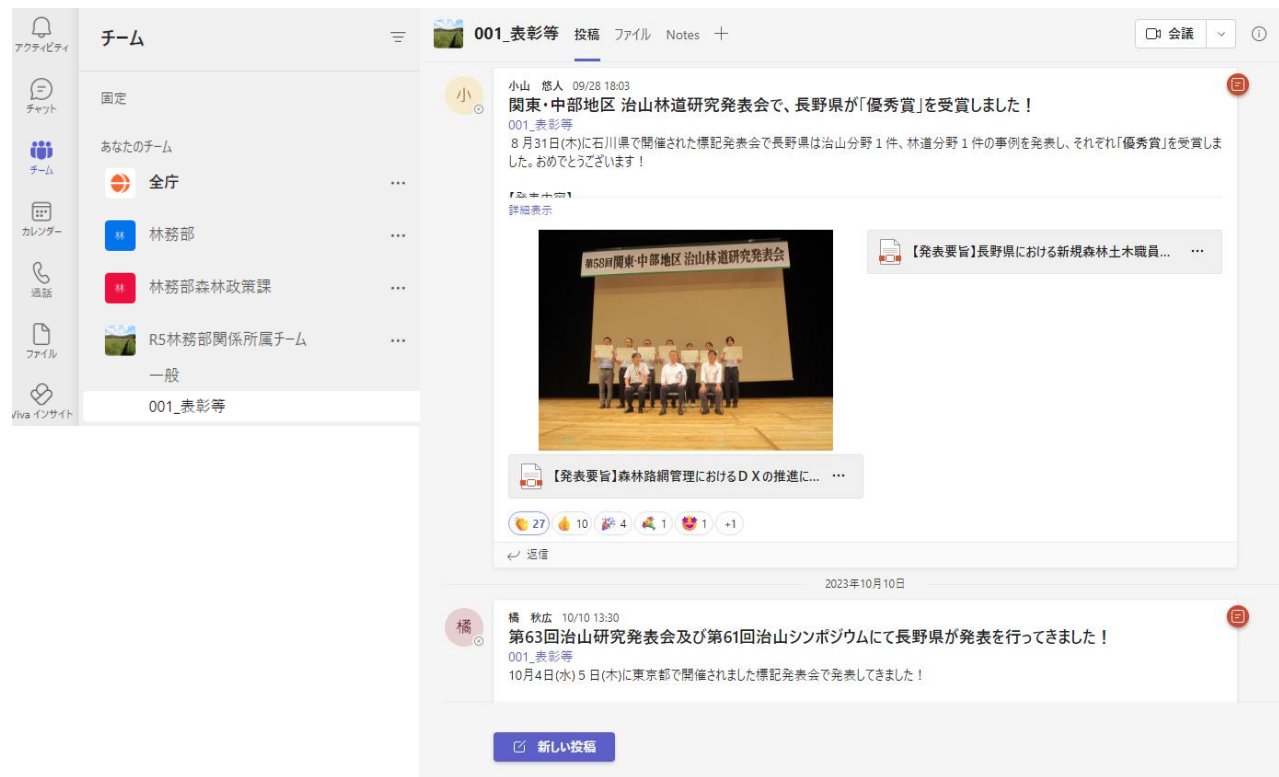 アクティビティ
チャット
チーム
カレンダー
通話
ファイル
Viva インサイト
チーム
固定
あなたのチーム
全庁
林 林務部
林 林務部森林政策課
R5林務部関係所属チーム
一般
001_表彰等
001_表彰等 投稿 ファイル Notes
会議
小
小山 悠人 09/28 18:03
関東・中部地区 治山林道研究発表会で、長野県が「優秀賞」を受賞しました！
001_表彰等
８月31日(木)に石川県で開催された標記発表会で長野県は治山分野１件、林道分野１件の事例を発表し、それぞれ「優秀賞」を受賞しま
した。おめでとうございます！
【発表内容】
詳細表示
第58回関東・中部地区 治山林道研究発表会
【発表要旨】長野県における新規森林土木職員...
【発表要旨】森林路網管理におけるＤＸの推進に...
27 10 4 1 1 +1
返信
2023年10月10日
橘
橘 秋広 10/10 13:30
第63回治山研究発表会及び第61回治山シンポジウムにて長野県が発表を行ってきました！
001_表彰等
10月4日(水) 5 日(木)に東京都で開催されました標記発表会で発表してきました！
新しい投稿